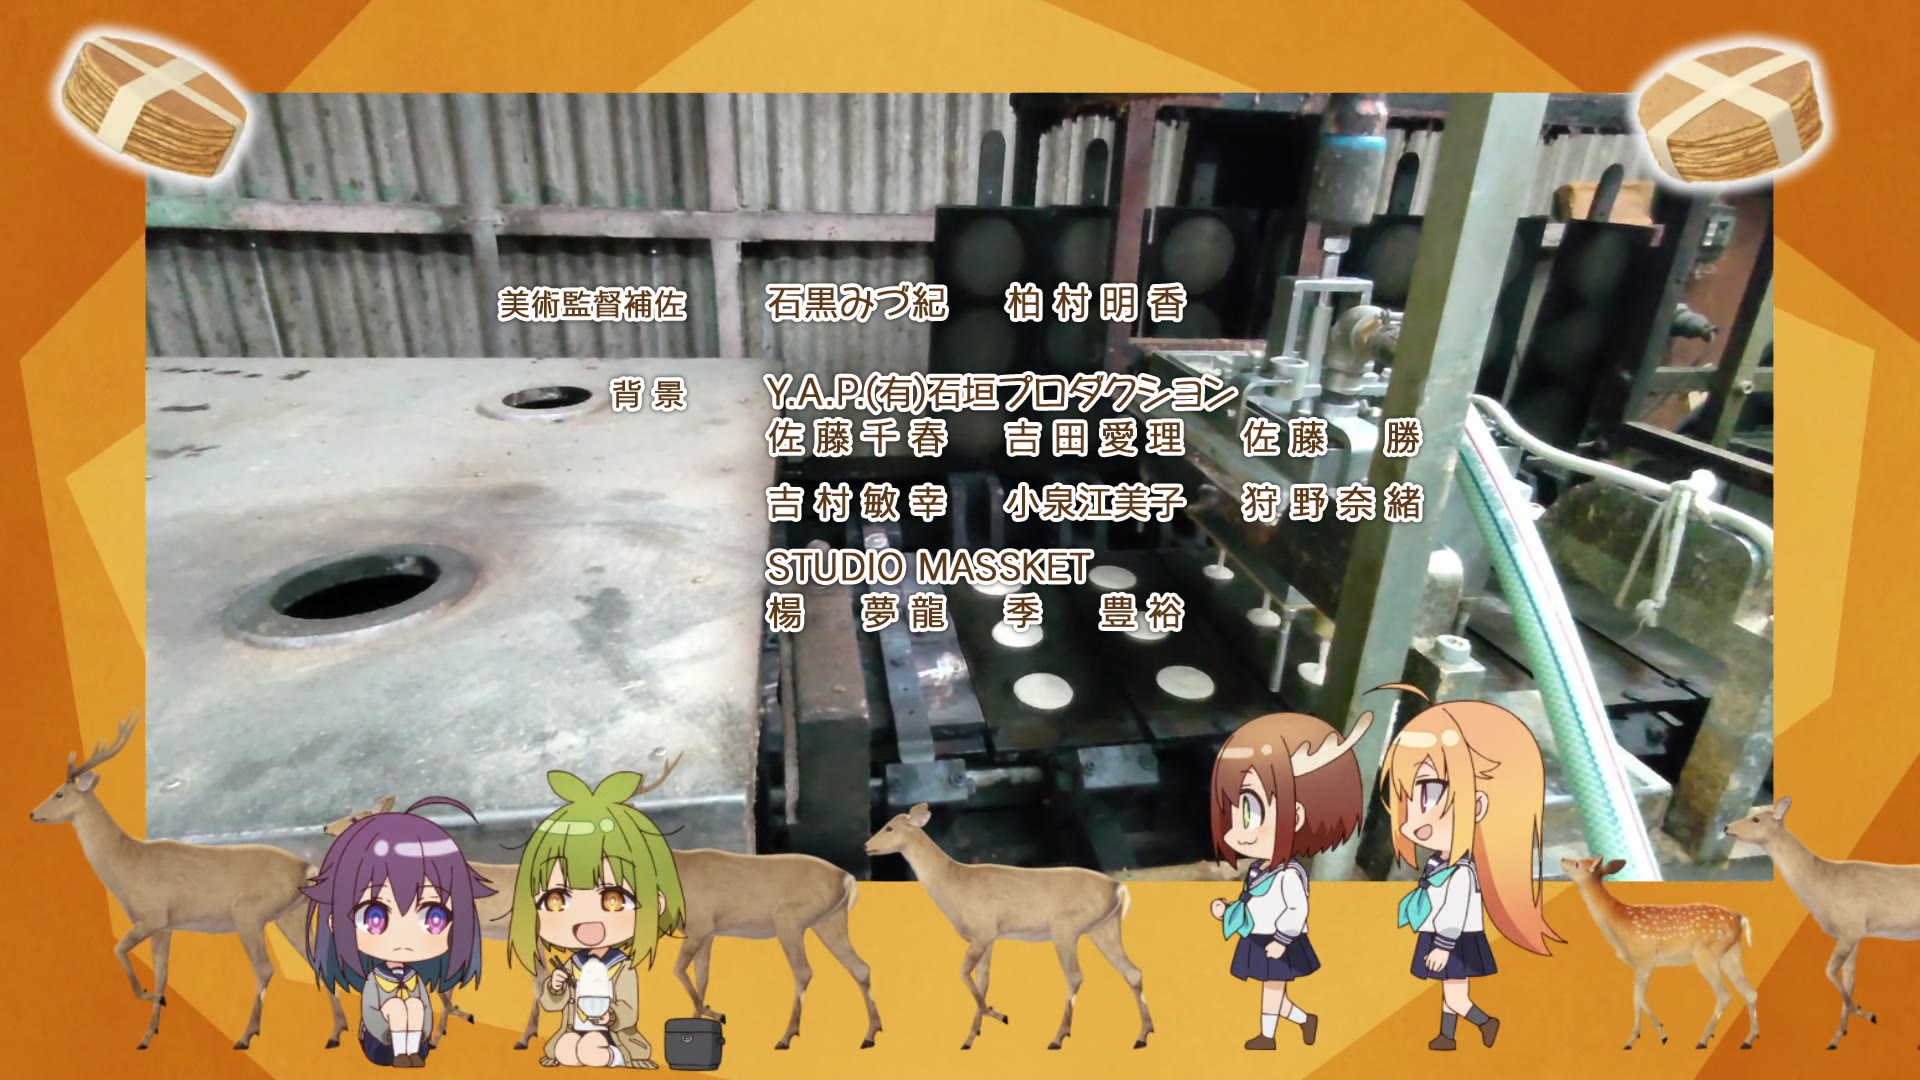 美術監督補佐 石黒みづ紀 柏村明香
背景 Y.A.P.(有)石垣プロダクション
佐藤千春 吉田愛理 佐藤 勝
吉村敏幸 小泉江美子 狩野奈緒
STUDIO MASSKET
楊 夢龍 季 豊裕